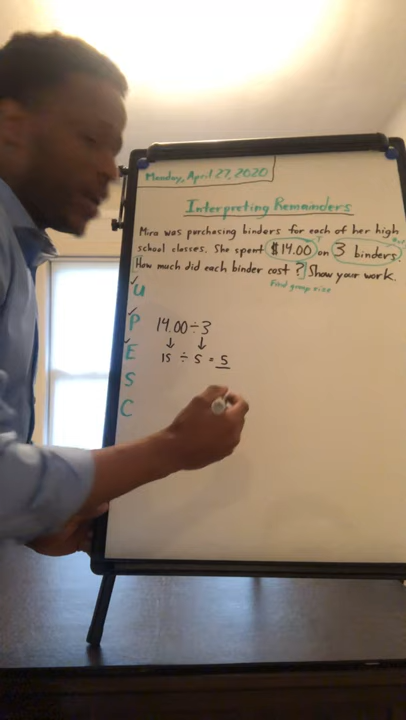 Monday, April 27, 2020
Interpreting Remainders
Miro was purchasing binders for each of her high
school classes. She spent $14.00 on 3 binders.
How much did each binder cost? Show your work.
Find group size
U
P
E
S
C
14.00÷3
15 ÷ 5 = 5